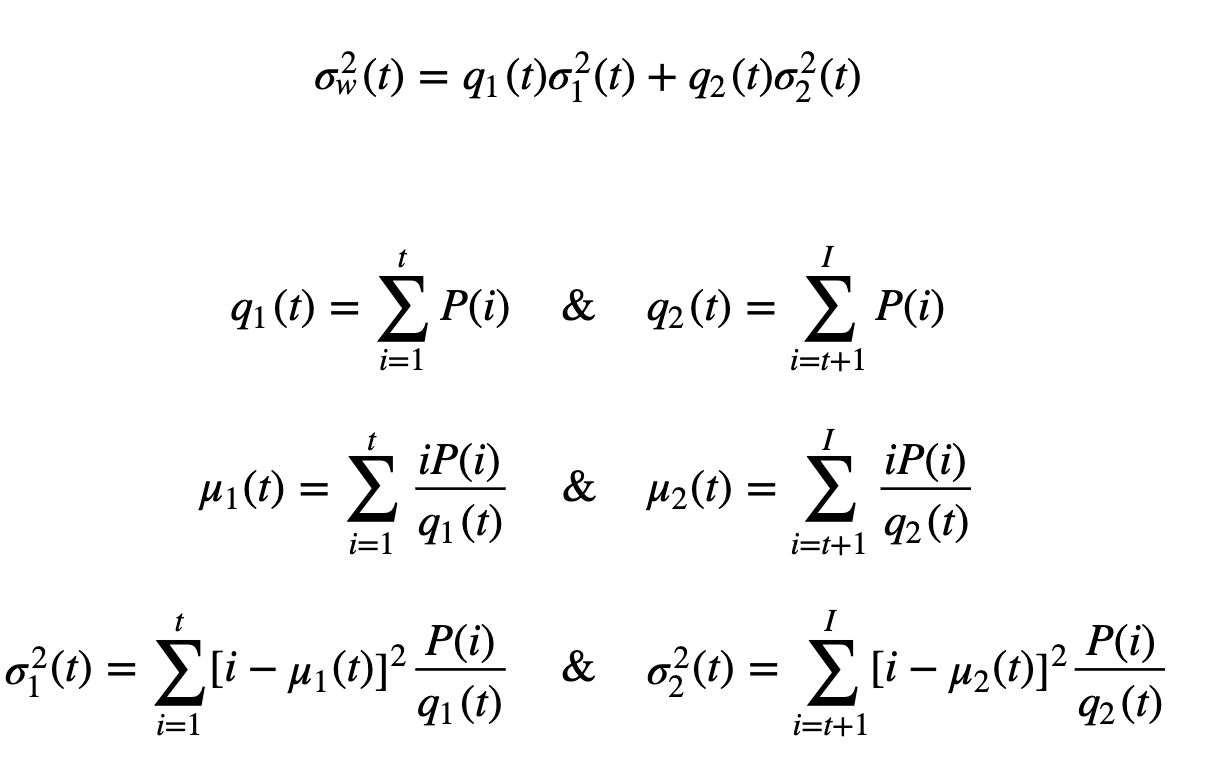 σ_w^2(t) = q_1(t)σ_1^2(t) + q_2(t)σ_2^2(t)
q_1(t) = \sum_{i=1}^{t} P(i) & q_2(t) = \sum_{i=t+1}^{I} P(i)
μ_1(t) = \sum_{i=1}^{t} \frac{iP(i)}{q_1(t)} & μ_2(t) = \sum_{i=t+1}^{I} \frac{iP(i)}{q_2(t)}
σ_1^2(t) = \sum_{i=1}^{t} [i − μ_1(t)]^2 \frac{P(i)}{q_1(t)} & σ_2^2(t) = \sum_{i=t+1}^{I} [i − μ_2(t)]^2 \frac{P(i)}{q_2(t)}